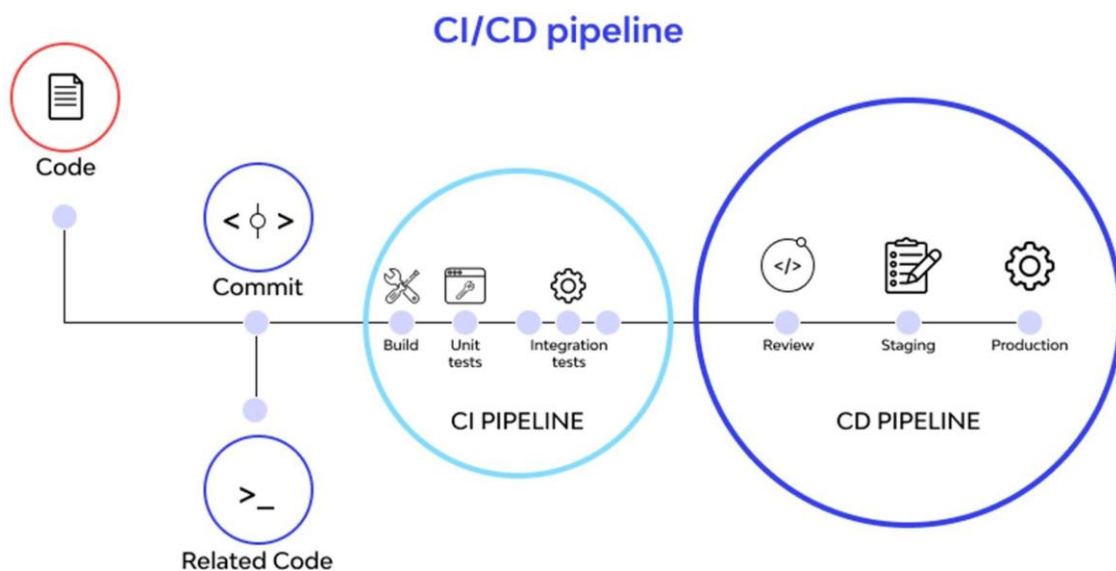 CI/CD pipeline
Code
< >
Commit
Build
Unit
tests
Integration
tests
CI PIPELINE
</>
Review
Staging
Production
CD PIPELINE
>_
Related Code